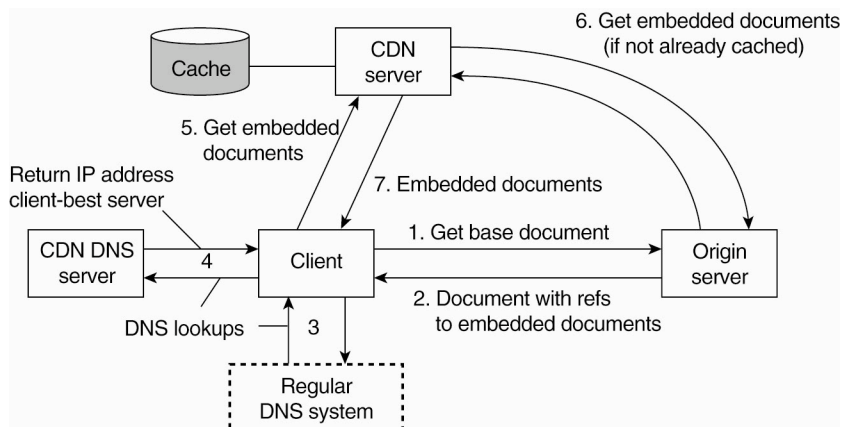 6. Get embedded documents
(if not already cached)
CDN
server
Cache
5. Get embedded
documents
Return IP address
client-best server
7. Embedded documents
1. Get base document
CDN DNS
server
4
Client
Origin
server
2. Document with refs
to embedded documents
DNS lookups
3
Regular
DNS system